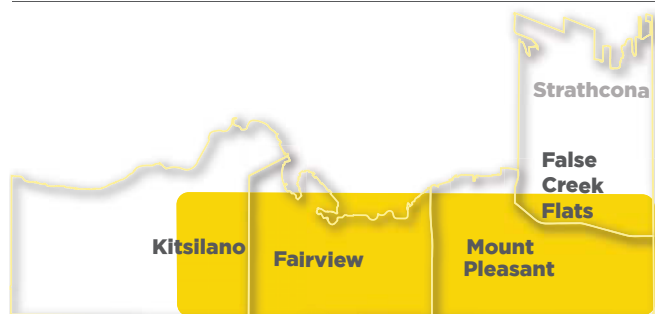 Strathcona
False
Creek
Flats
Kitsilano
Fairview
Mount
Pleasant